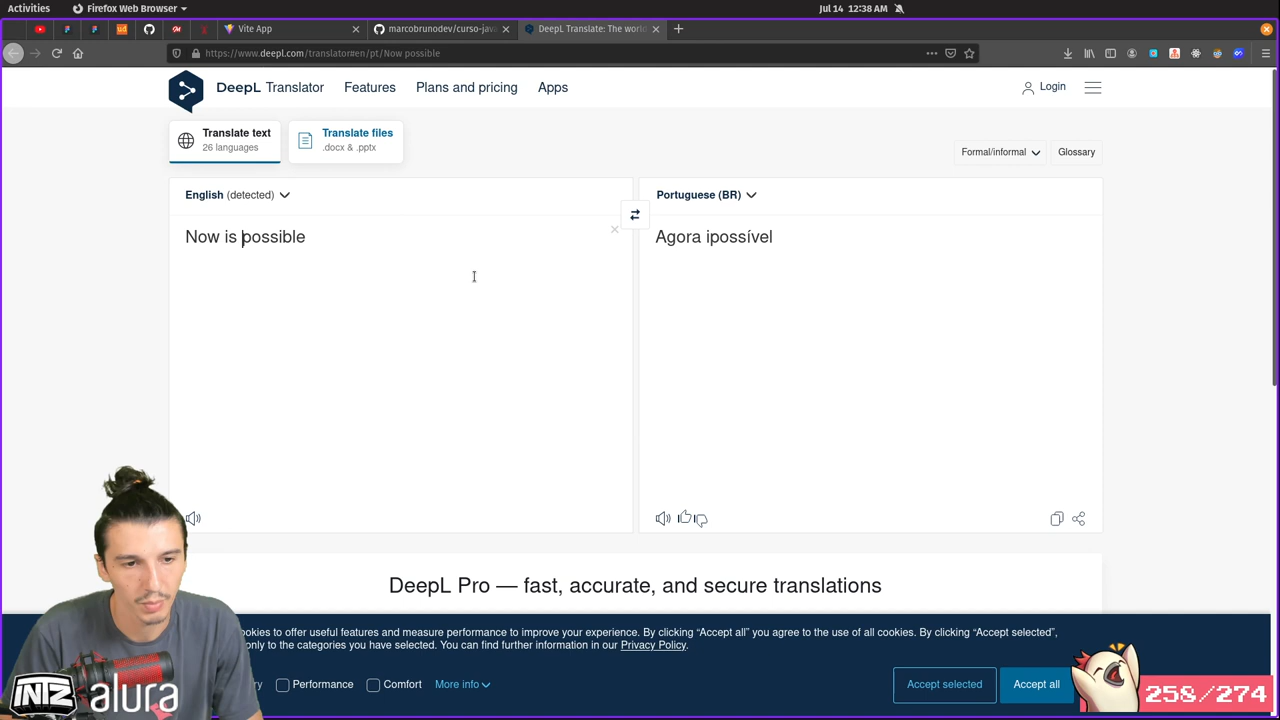 Activities
Firefox Web Browser
Jul 14 12:38 AM
Vite App
marcobrunodev/curso-java
DeepL Translate: The world
https://www.deepl.com/translator#en/pt/Now possible
DeepL Translator
Features
Plans and pricing
Apps
Login
Translate text
26 languages
Translate files
.docx & .pptx
Formal/informal
Glossary
English (detected)
Portuguese (BR)
Now is possible
Agora ipossível
DeepL Pro — fast, accurate, and secure translations
ookies to offer useful features and measure performance to improve your experience. By clicking “Accept all” you agree to the use of all cookies. By clicking “Accept selected”,
only to the categories you have selected. You can find further information in our Privacy Policy.
Performance
Comfort
More info
Accept selected
Accept all
alura
258/274